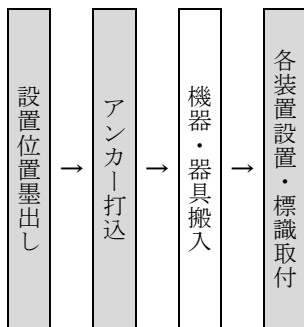 設置位置墨出し
→
アンカー打込
→
機器・器具搬入
→
各装置設置・標識取付